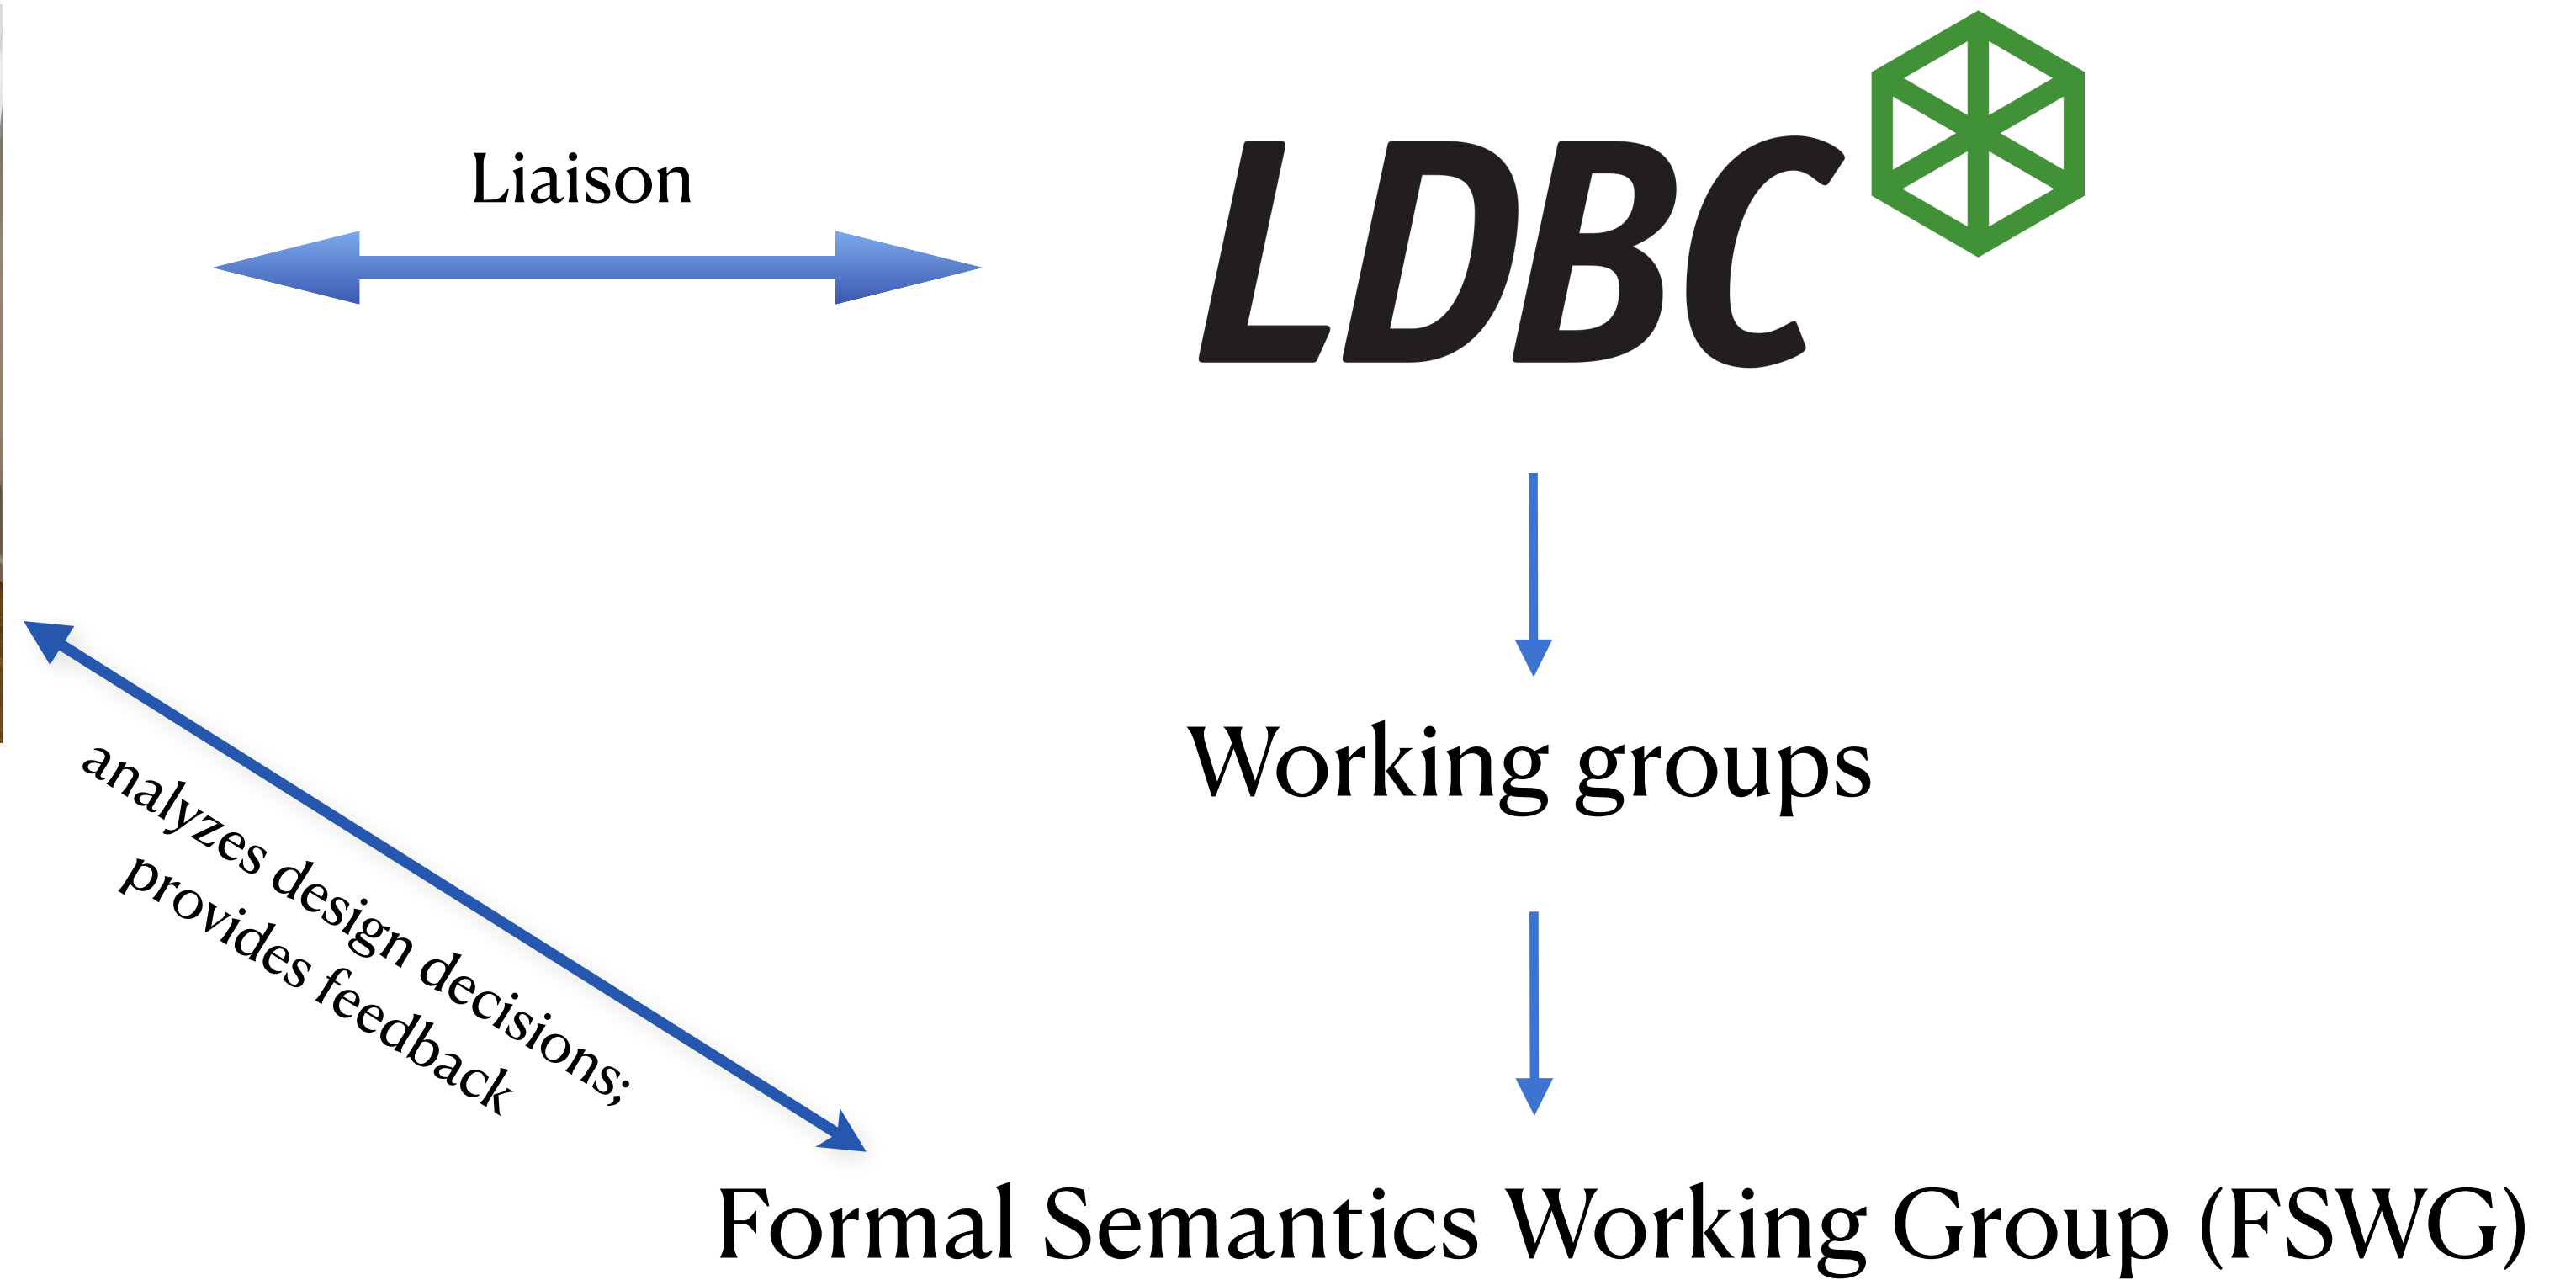 Liaison
LDBC
Working groups
analyzes design decisions;
provides feedback
Formal Semantics Working Group (FSWG)